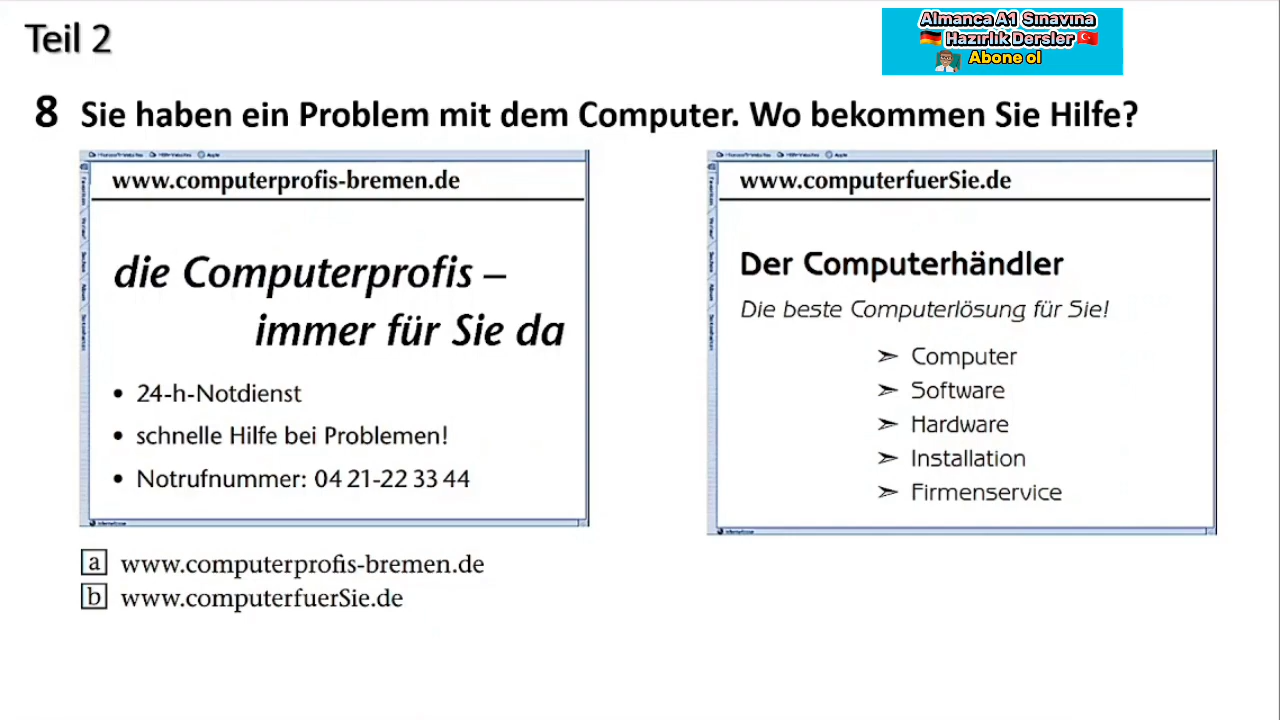 Teil 2
Almanca A1 Sınavına
Hazırlık Dersler
Abone ol
8 Sie haben ein Problem mit dem Computer. Wo bekommen Sie Hilfe?
www.computerprofis-bremen.de
die Computerprofis –
immer für Sie da
• 24-h-Notdienst
• schnelle Hilfe bei Problemen!
• Notrufnummer: 04 21-22 33 44
www.computerfuerSie.de
Der Computerhändler
Die beste Computerlösung für Sie!
➣ Computer
➣ Software
➣ Hardware
➣ Installation
➣ Firmenservice
a www.computerprofis-bremen.de
b www.computerfuerSie.de